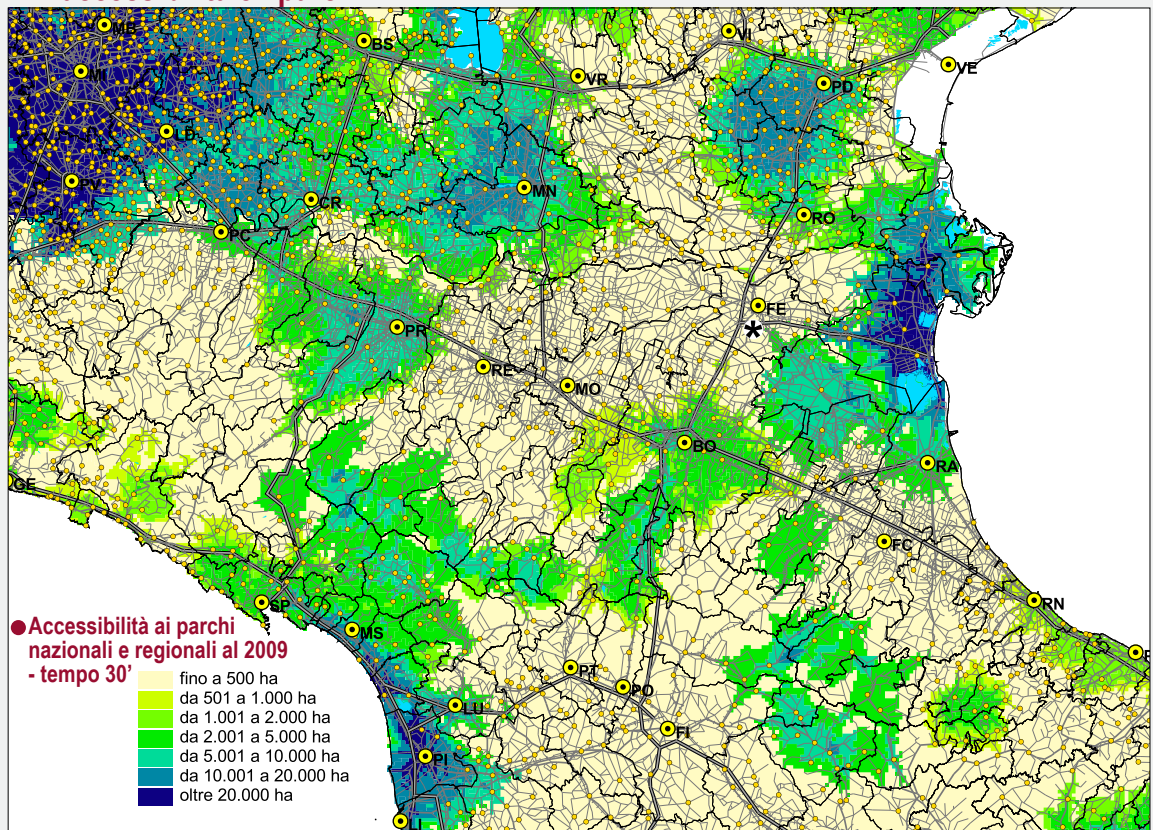 MB
BS
VI
MI
VR
PD
VE
LO
PV
MN
CR
RO
PC
FE
*
PR
RE
MO
BO
RA
GE
FC
SP
RN
MS
● Accessibilità ai parchi
nazionali e regionali al 2009
- tempo 30'
PT
PO
fino a 500 ha
da 501 a 1.000 ha
LU
da 1.001 a 2.000 ha
FI
da 2.001 a 5.000 ha
da 5.001 a 10.000 ha
PI
da 10.001 a 20.000 ha
oltre 20.000 ha
LI